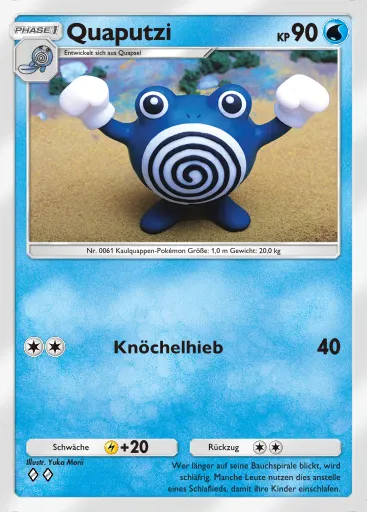 PHASE 1
Quaputzi
KP 90
Entwickelt sich aus Quapsel
Nr. 0061 Kaulquappen-Pokémon Größe: 1,0 m Gewicht: 20,0 kg
Knöchelhieb 40
Schwäche +20 Rückzug
Illustr. Yuka Morii
Wer länger auf seine Bauchspirale blickt, wird
schläfrig. Manche Leute nutzen dies anstelle
eines Schlaflieds, damit ihre Kinder einschlafen.